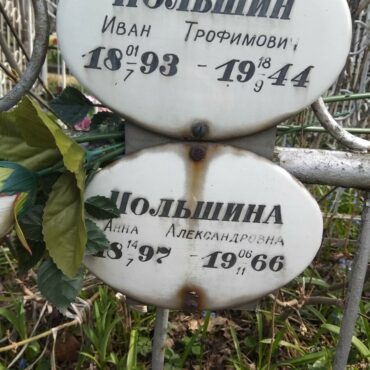 ПОЛЬШИН
ИВАН ТРОФИМОВИЧ
18 01/7 93 - 19 18/9 44
ПОЛЬШИНА
АННА АЛЕКСАНДРОВНА
18 14/7 97 - 19 06/11 66